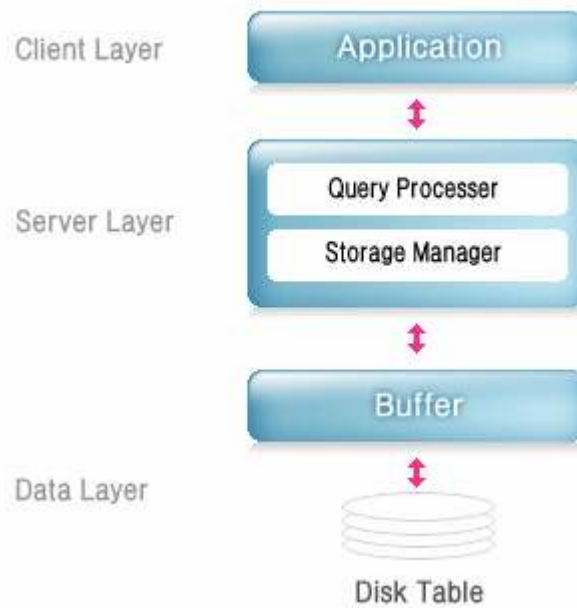 Client Layer
Application
Query Processer
Server Layer
Storage Manager
Buffer
Data Layer
Disk Table